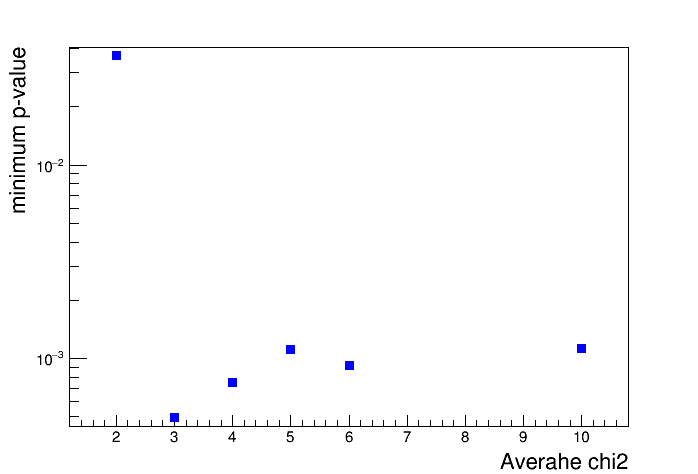 minimum p-value
10⁻²
10⁻³
2 3 4 5 6 7 8 9 10
Averahe chi2